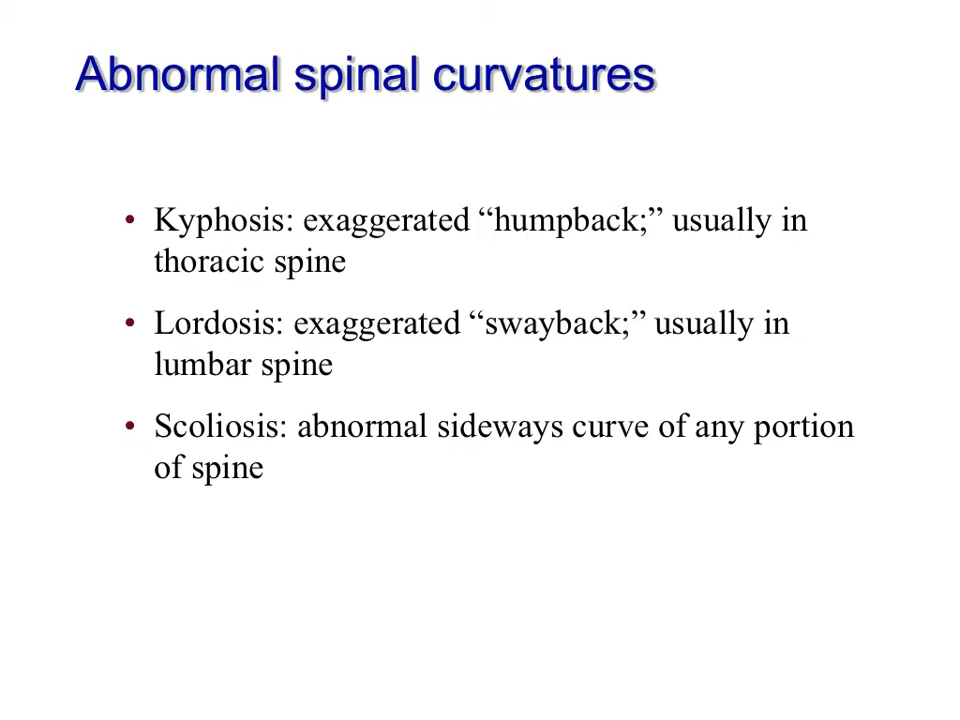 Abnormal spinal curvatures
• Kyphosis: exaggerated “humpback;” usually in
thoracic spine
• Lordosis: exaggerated “swayback;” usually in
lumbar spine
• Scoliosis: abnormal sideways curve of any portion
of spine